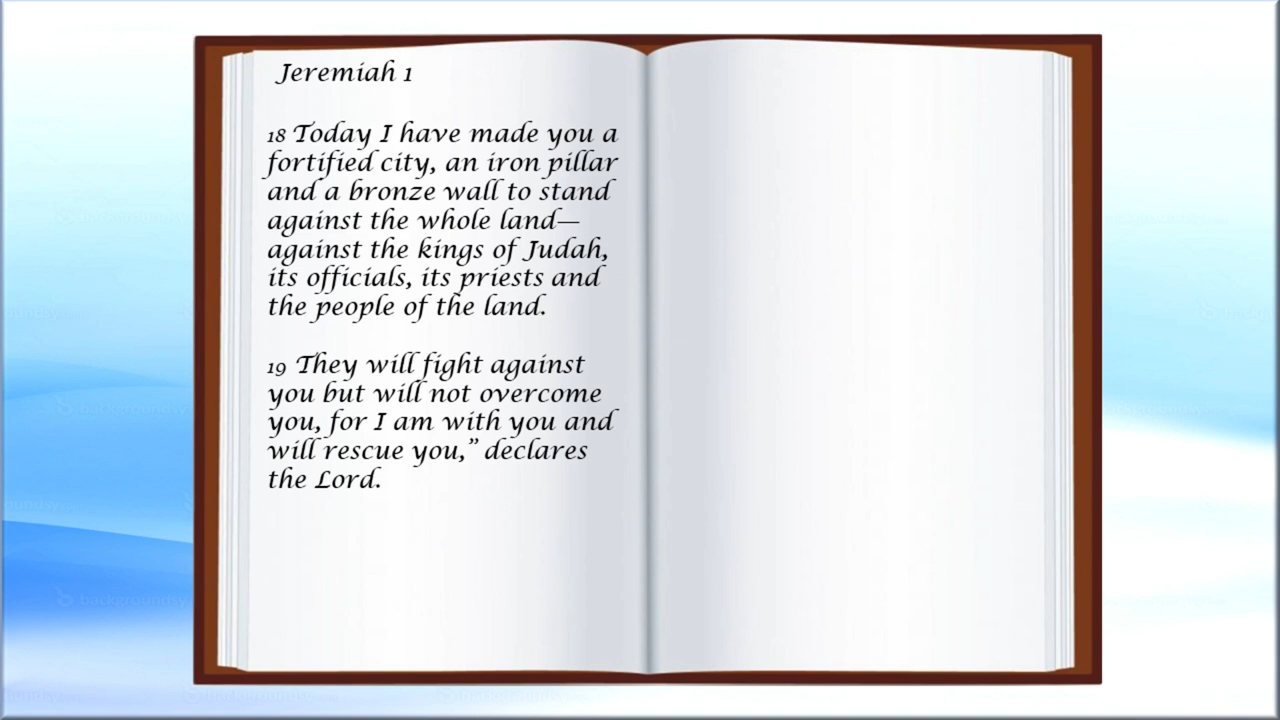 Jeremiah 1
18 Today I have made you a
fortified city, an iron pillar
and a bronze wall to stand
against the whole land—
against the kings of Judah,
its officials, its priests and
the people of the land.
19 They will fight against
you but will not overcome
you, for I am with you and
will rescue you,” declares
the Lord.